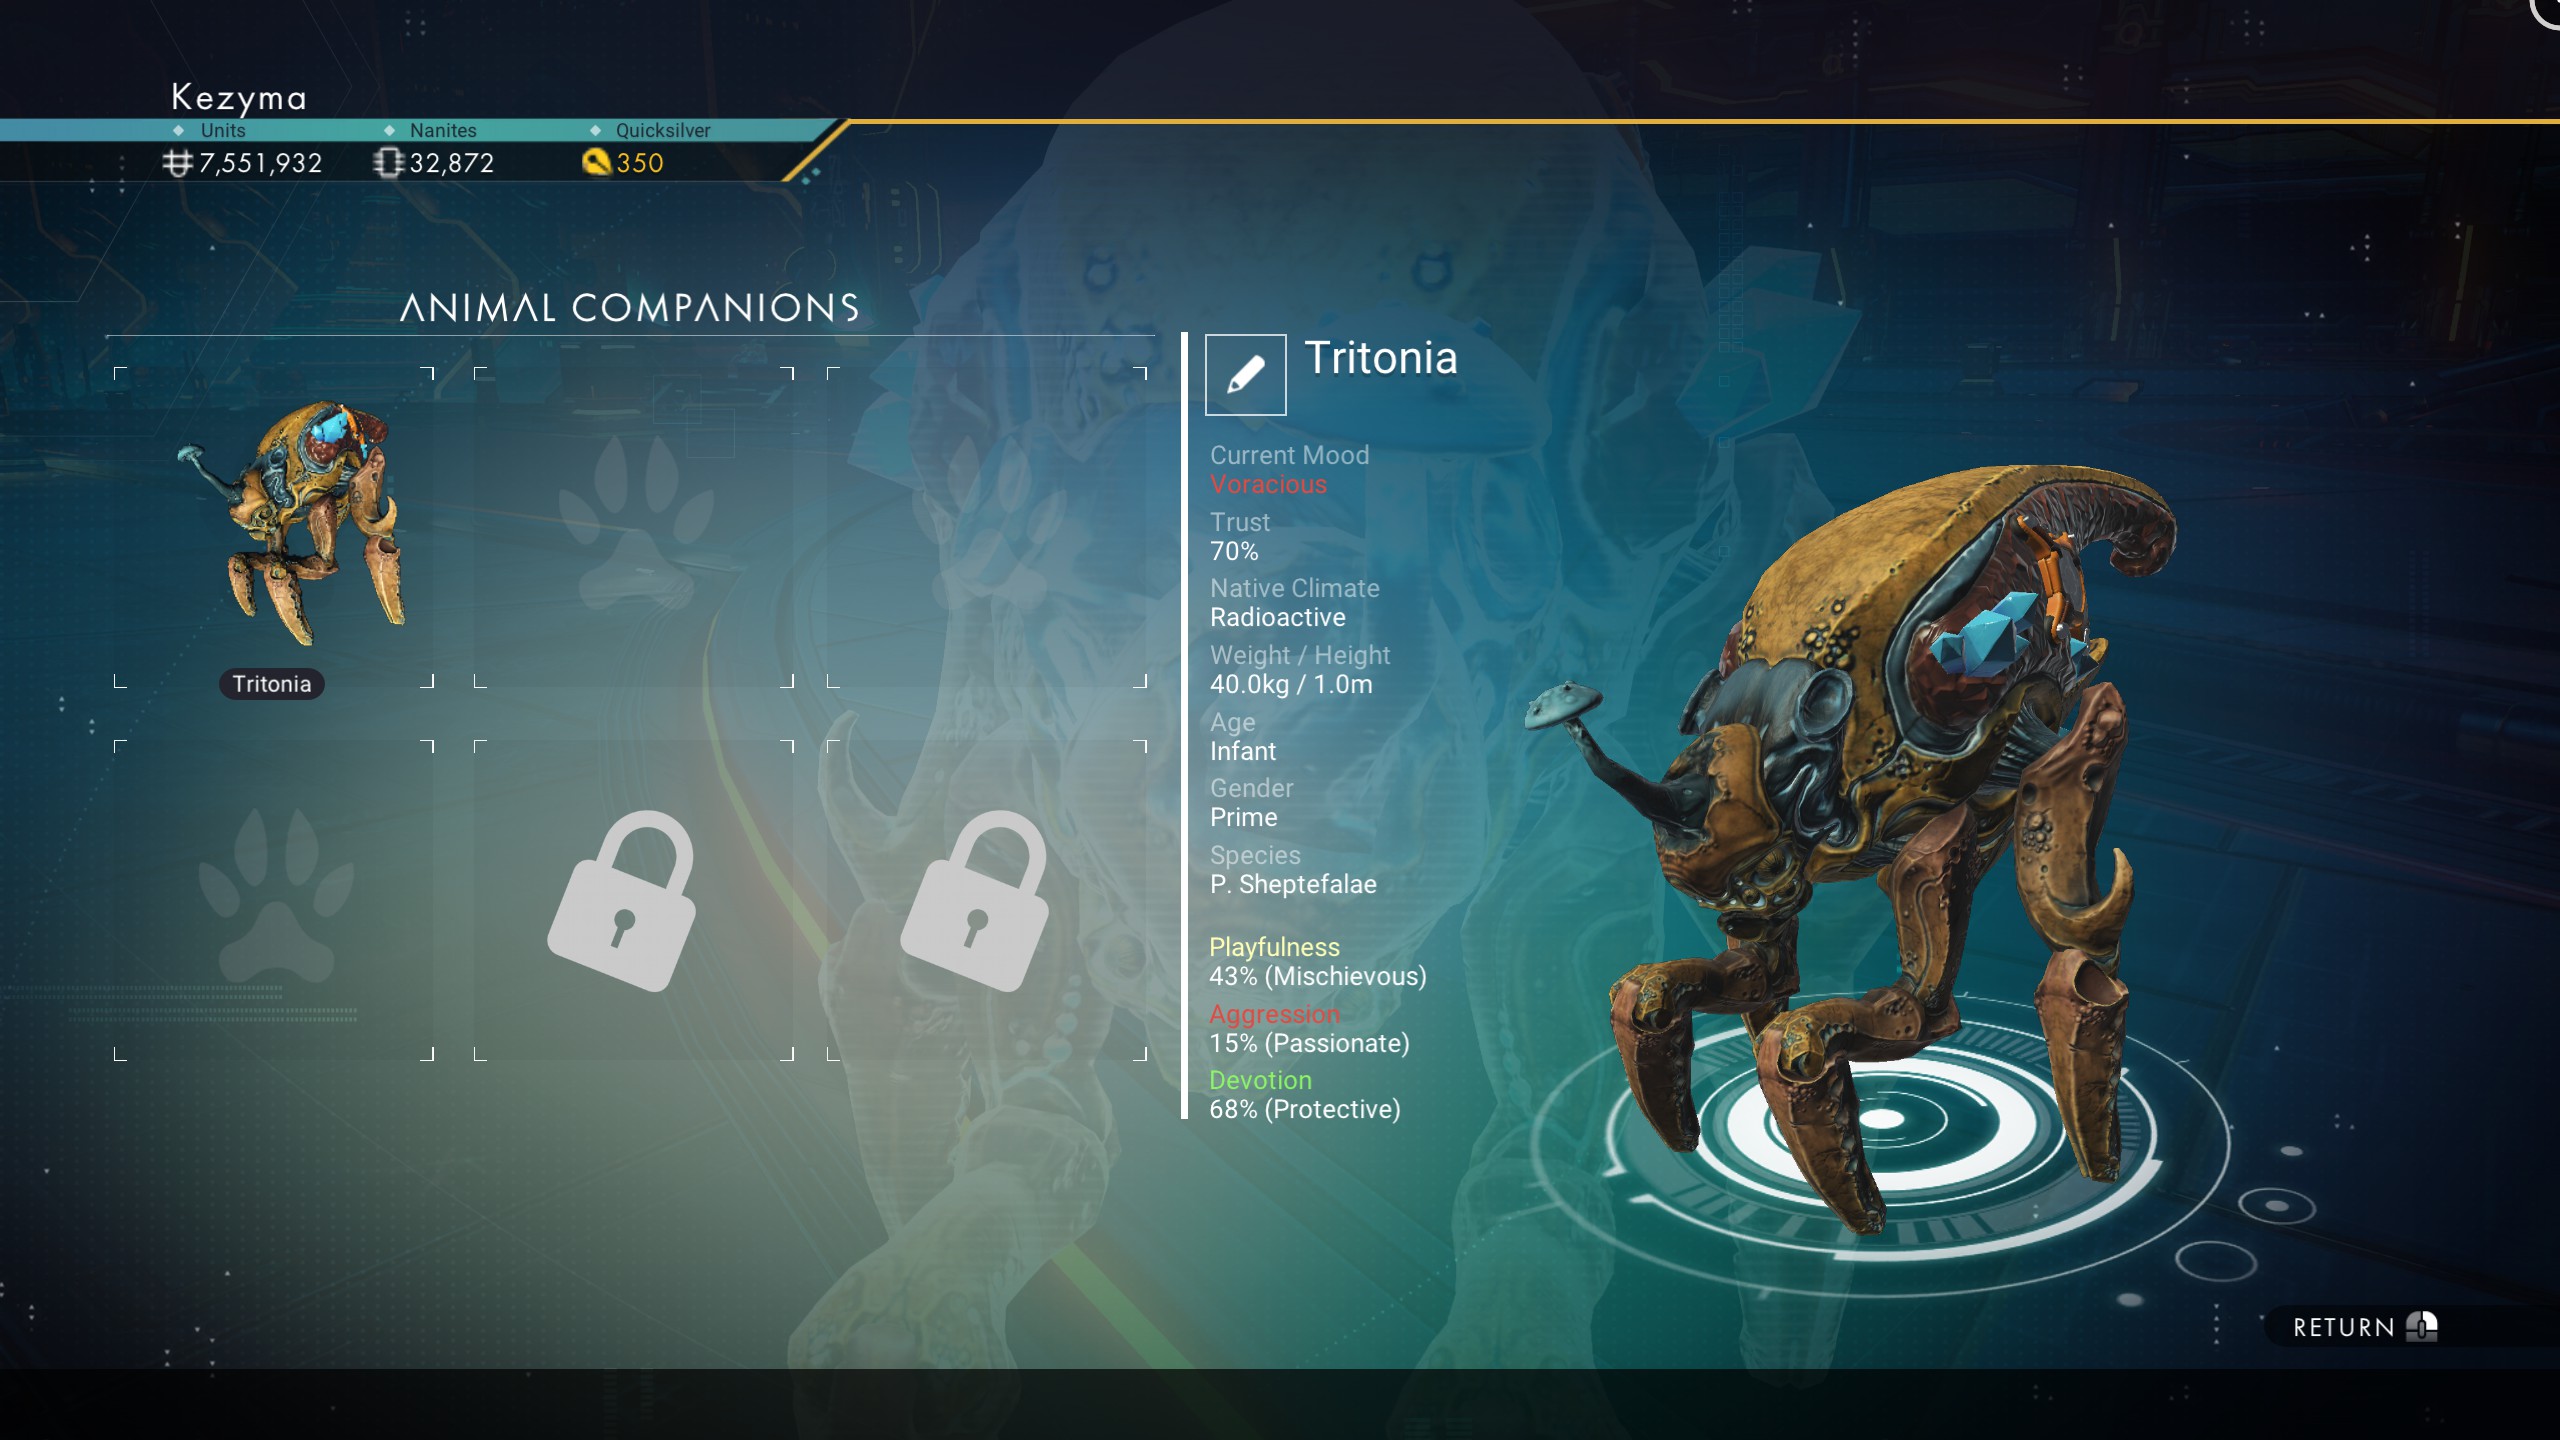 Kezyma
Units Nanites Quicksilver
7,551,932 32,872 350
ANIMAL COMPANIONS
Tritonia
Tritonia
Current Mood
Voracious
Trust
70%
Native Climate
Radioactive
Weight / Height
40.0kg / 1.0m
Age
Infant
Gender
Prime
Species
P. Sheptefalae
Playfulness
43% (Mischievous)
Aggression
15% (Passionate)
Devotion
68% (Protective)
RETURN